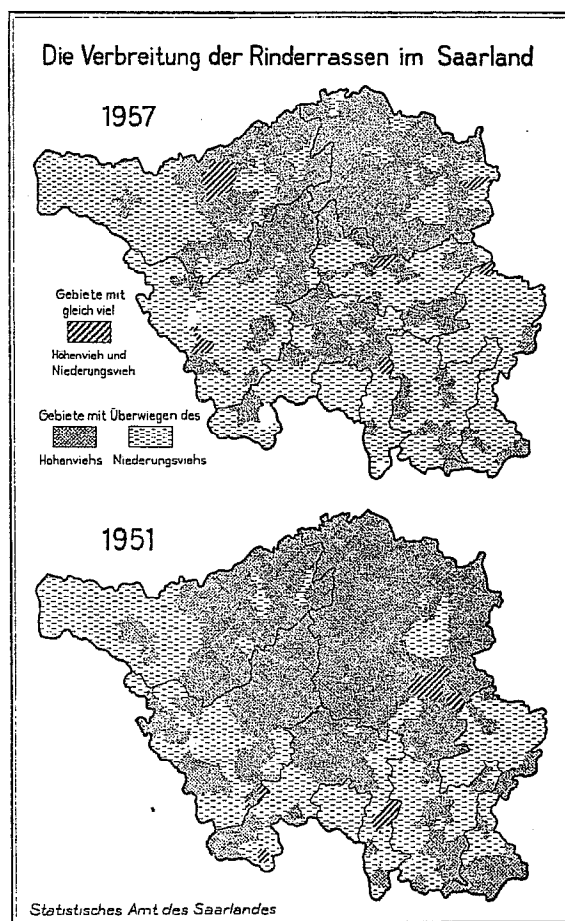 Die Verbreitung der Rinderrassen im Saarland
1957
Gebiete mit
gleich viel
Höhenvieh und
Niederungsvieh
Gebiete mit Überwiegen des
Höhenviehs Niederungsviehs
1951
Statistisches Amt des Saarlandes